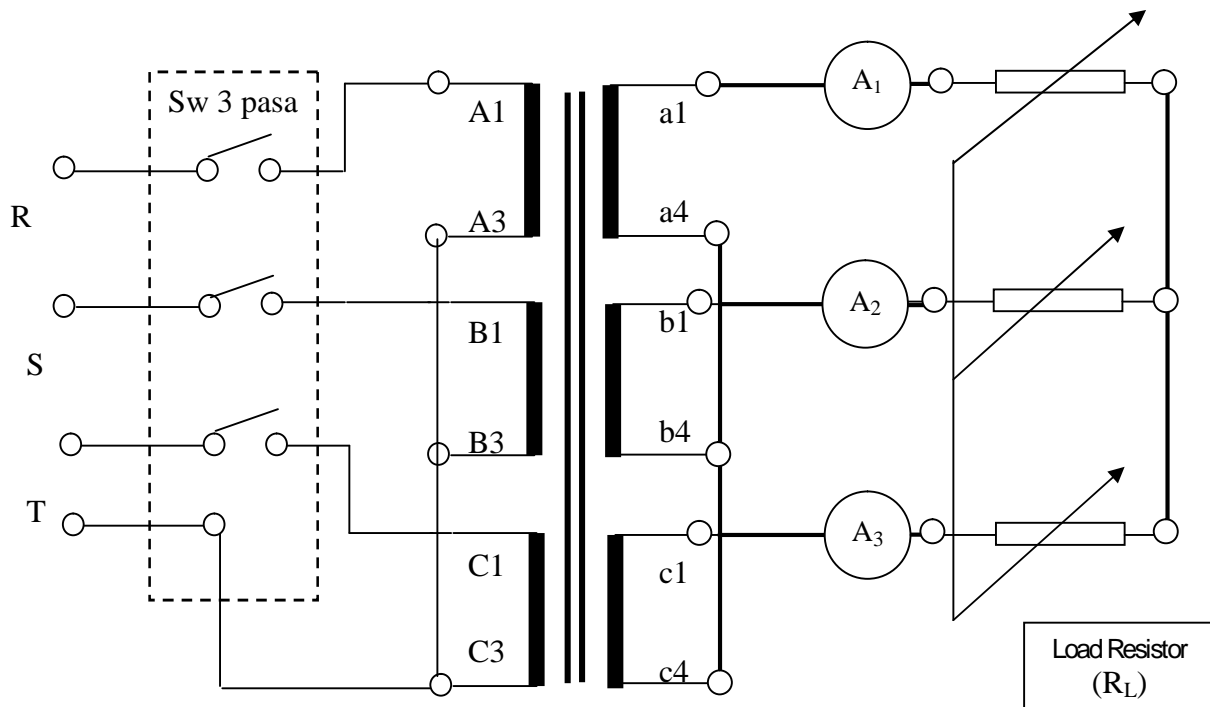 Sw 3 pasa
R
S
T
A1
A3
B1
B3
C1
C3
a1
a4
b1
b4
c1
c4
A1
A2
A3
Load Resistor
(RL)